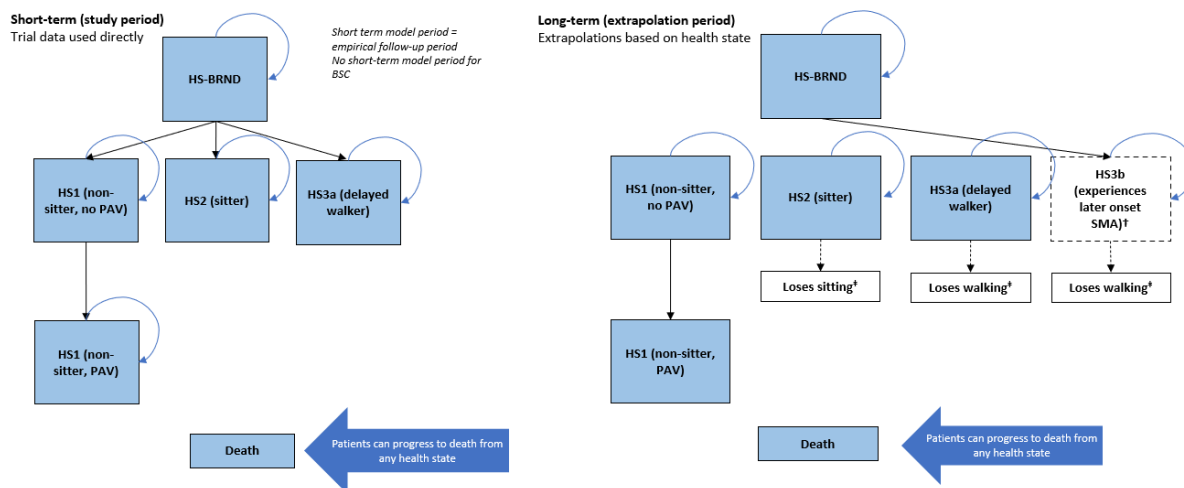 Short-term (study period)
Trial data used directly
Short term model period =
empirical follow-up period
No short-term model period for
BSC
HS-BRND
HS1 (non-
sitter, no PAV)
HS2 (sitter)
HS3a (delayed
walker)
HS1 (non-
sitter, PAV)
Death
Patients can progress to death from
any health state
Long-term (extrapolation period)
Extrapolations based on health state
HS-BRND
HS1 (non-sitter,
no PAV)
HS2 (sitter)
HS3a (delayed
walker)
HS3b
(experiences
later onset
SMA)†
Loses sitting‡
Loses walking‡
Loses walking‡
HS1 (non-sitter,
PAV)
Death
Patients can progress to death from
any health state